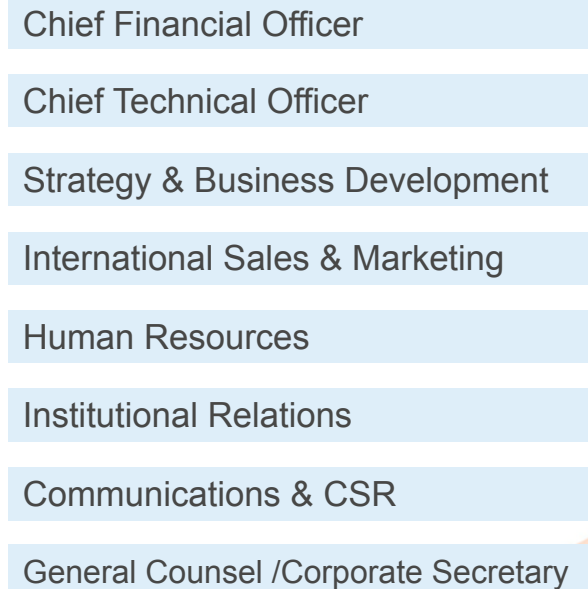 Chief Financial Officer
Chief Technical Officer
Strategy & Business Development
International Sales & Marketing
Human Resources
Institutional Relations
Communications & CSR
General Counsel /Corporate Secretary